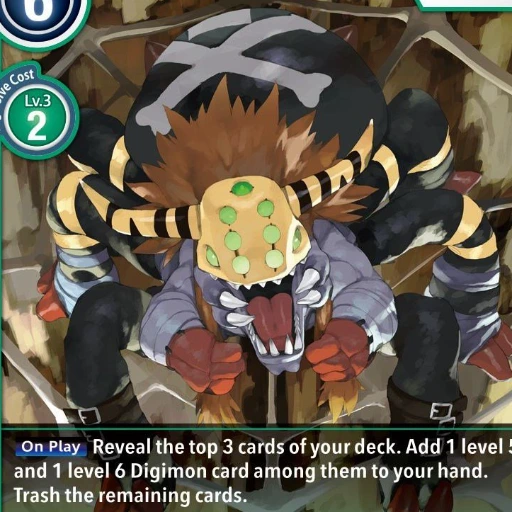 6
ive Cost
Lv.3
2
On Play Reveal the top 3 cards of your deck. Add 1 level 5
and 1 level 6 Digimon card among them to your hand.
Trash the remaining cards.